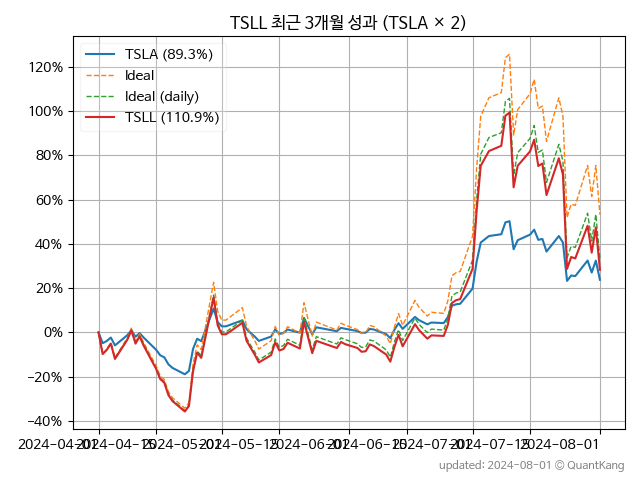 TSLL 최근 3개월 성과 (TSLA × 2)
TSLA (89.3%)
Ideal
Ideal (daily)
TSLL (110.9%)
120%
100%
80%
60%
40%
20%
0%
−20%
−40%
2024-04-01 2024-04-15 2024-05-01 2024-05-15 2024-06-01 2024-06-15 2024-07-01 2024-07-15 2024-08-01
updated: 2024-08-01 © QuantKang